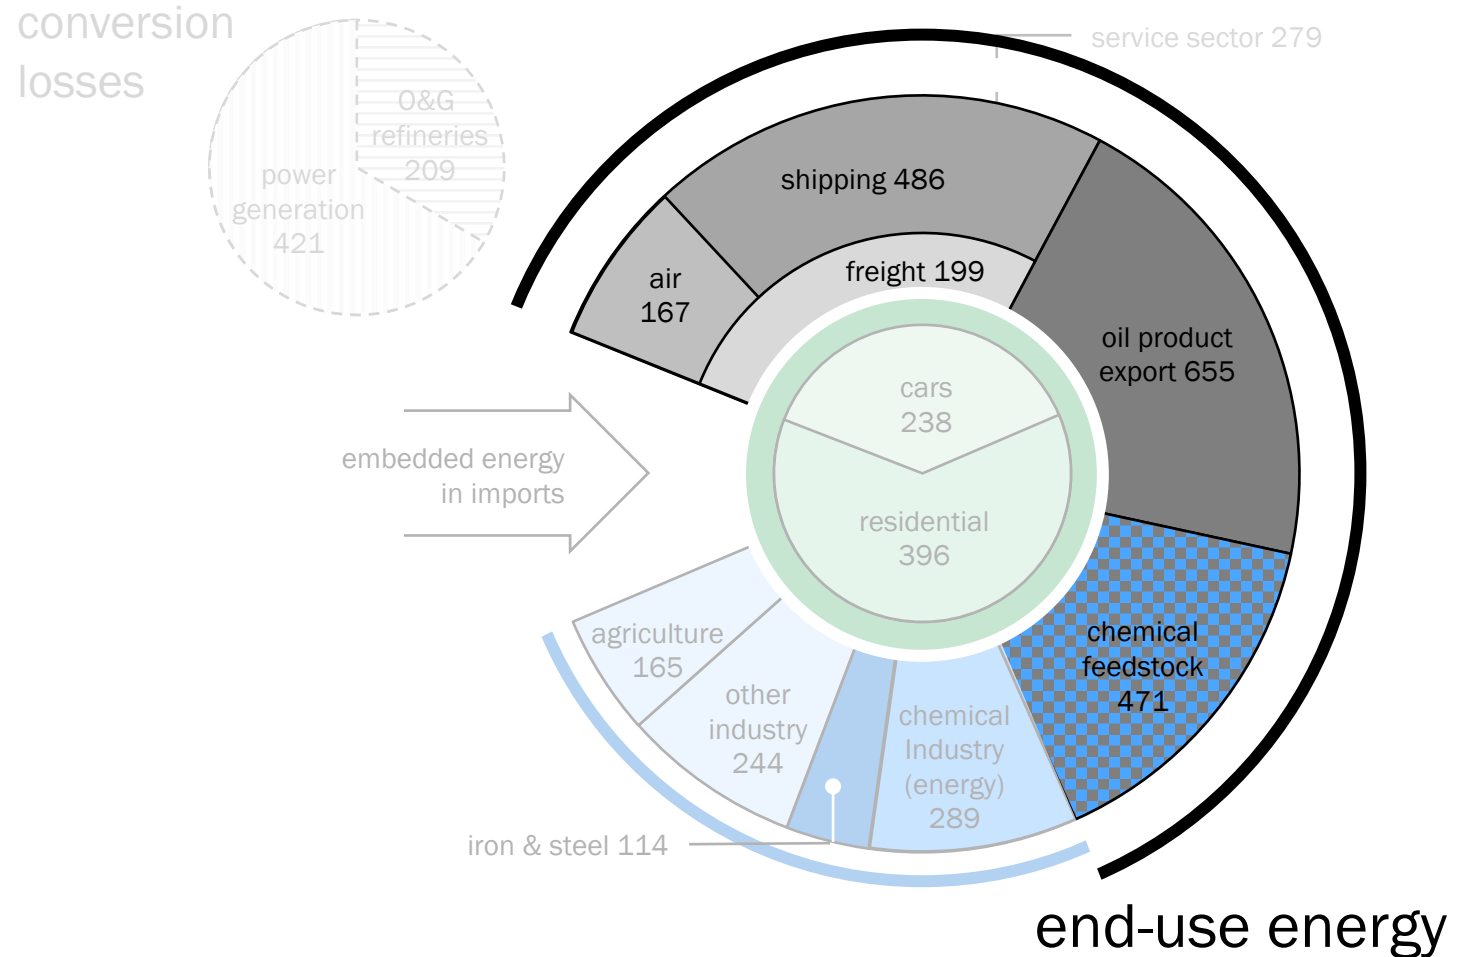 conversion
losses
O&G
refineries
209
power
generation
421
service sector 279
shipping 486
air
167
freight 199
oil product
export 655
cars
238
embedded energy
in imports
residential
396
chemical
feedstock
471
agriculture
165
other
industry
244
chemical
Industry
(energy)
289
iron & steel 114
end-use energy